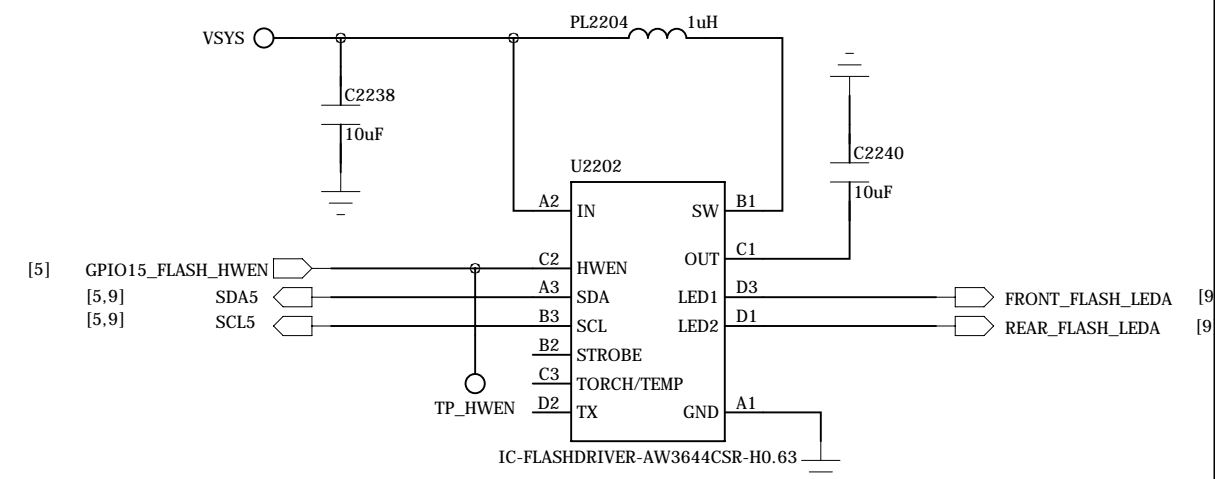 PL2204 1uH
VSYS
C2238
10uF
C2240
10uF
U2202
A2 IN SW B1
OUT C1
[5] GPIO15_FLASH_HWEN C2 HWEN
[5,9] SDA5 A3 SDA LED1 D3 FRONT_FLASH_LEDA [9
[5,9] SCL5 B3 SCL LED2 D1 REAR_FLASH_LEDA [9
B2 STROBE
C3 TORCH/TEMP
TP_HWEN D2 TX GND A1
IC-FLASHDRIVER-AW3644CSR-H0.63